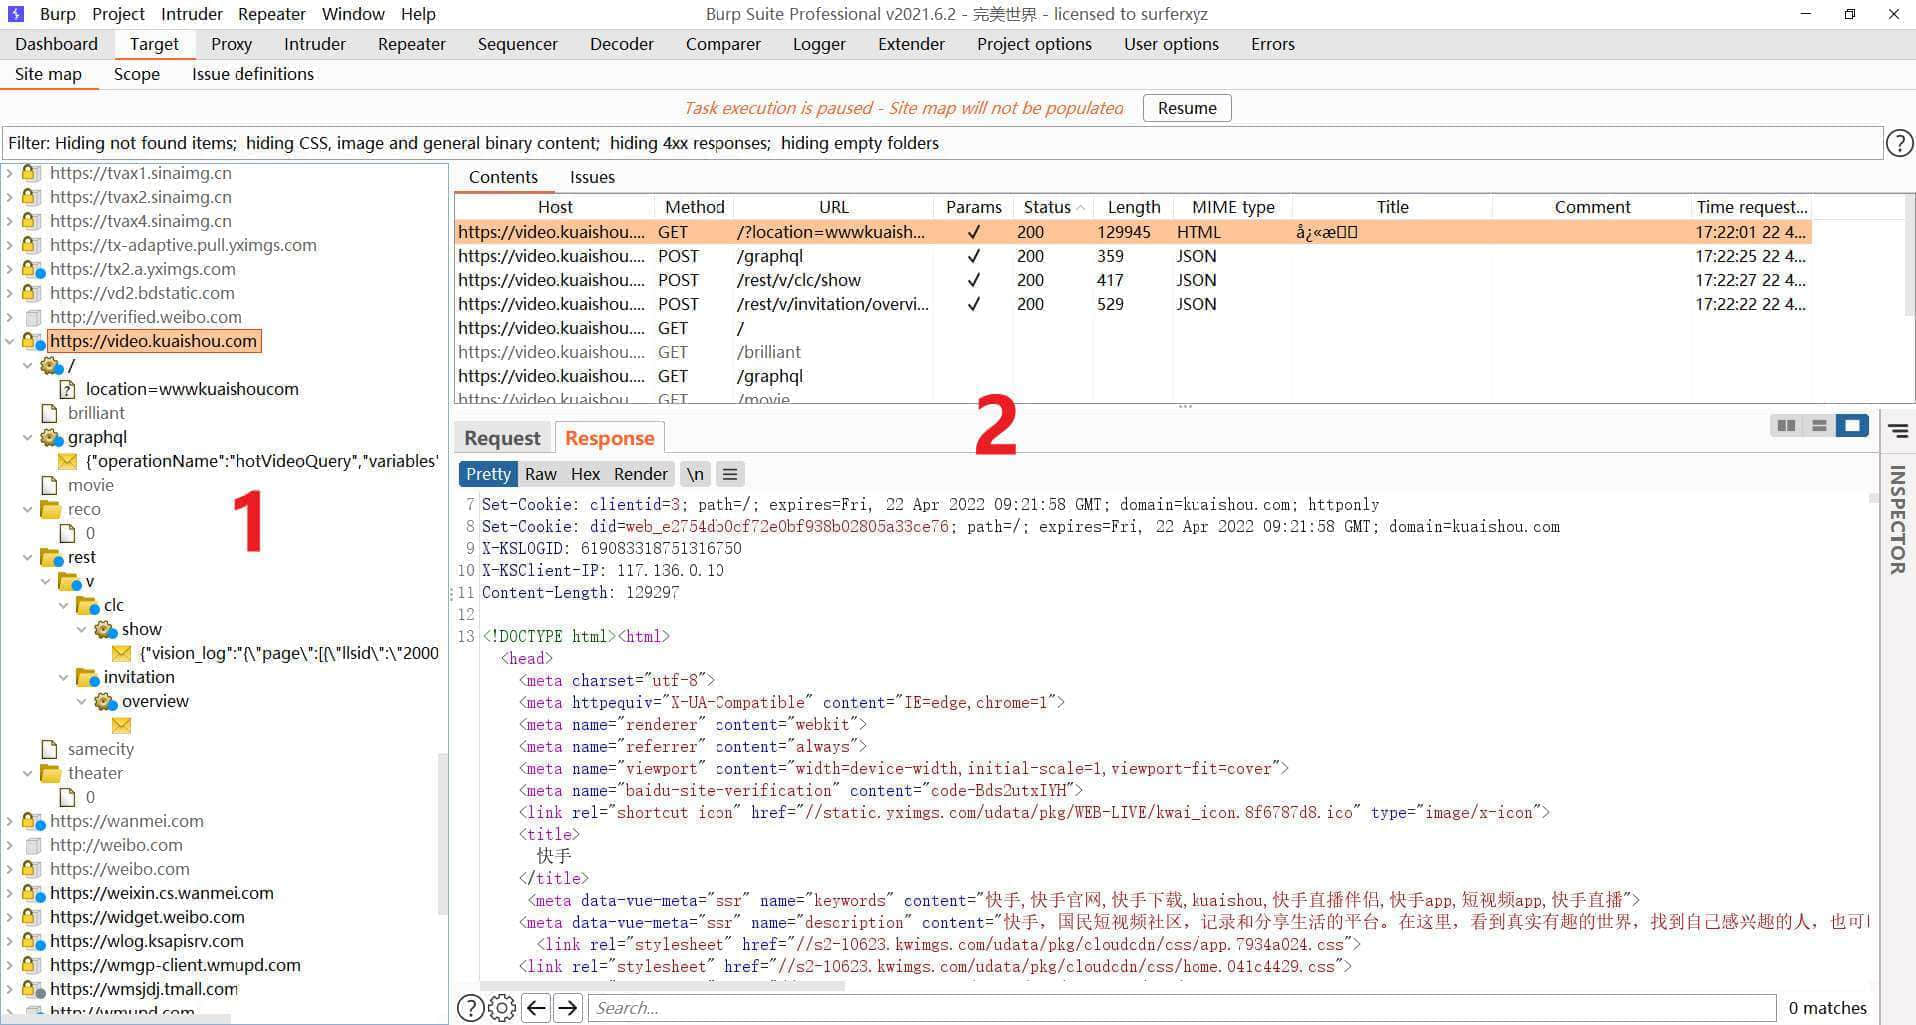 Burp Project Intruder Repeater Window Help
Burp Suite Professional v2021.6.2 - 完美世界 - licensed to surferxyz
Dashboard Target Proxy Intruder Repeater Sequencer Decoder Comparer Logger Extender Project options User options Errors
Site map Scope Issue definitions
Task execution is paused - Site map will not be populated Resume
Filter: Hiding not found items; hiding CSS, image and general binary content; hiding 4xx responses; hiding empty folders
https://tvax1.sinaimg.cn
https://tvax2.sinaimg.cn
https://tvax4.sinaimg.cn
https://tx-adaptive.pull.yximgs.com
https://tx2.a.yximgs.com
https://vd2.bdstatic.com
http://verified.weibo.com
https://video.kuaishou.com
/
location=wwwkuaishoucom
brilliant
graphql
{"operationName":"hotVideoQuery","variables"
movie
reco
0
rest
v
clc
show
{"vision_log":"{\"page\":[{\"llsid\":\"2000
invitation
overview
samecity
theater
0
https://wanmei.com
http://weibo.com
https://weibo.com
https://weixin.cs.wanmei.com
https://widget.weibo.com
https://wlog.ksapisrv.com
https://wmgp-client.wmupd.com
https://wmsjdj.tmall.com
http://wmupd.com
1
Contents Issues
Host Method URL Params Status Length MIME type Title Comment Time request...
https://video.kuaishou.... GET /?location=wwwkuaish... ✓ 200 129945 HTML å¿«æ 17:22:01 22 4...
https://video.kuaishou.... POST /graphql ✓ 200 359 JSON 17:22:25 22 4...
https://video.kuaishou.... POST /rest/v/clc/show ✓ 200 417 JSON 17:22:27 22 4...
https://video.kuaishou.... POST /rest/v/invitation/overvi... ✓ 200 529 JSON 17:22:22 22 4...
https://video.kuaishou.... GET /
https://video.kuaishou.... GET /brilliant
https://video.kuaishou.... GET /graphql
https://video.kuaishou.... GET /movie
2
Request Response
Pretty Raw Hex Render \n
INSPECTOR
7 Set-Cookie: clientid=3; path=/; expires=Fri, 22 Apr 2022 09:21:58 GMT; domain=kuaishou.com; httponly
8 Set-Cookie: did=web_e2754db0cf72e0bf938b02805a33ce76; path=/; expires=Fri, 22 Apr 2022 09:21:58 GMT; domain=kuaishou.com
9 X-KSLOGID: 619083318751316750
10 X-KSClient-IP: 117.136.0.10
11 Content-Length: 129297
12
13 <!DOCTYPE html><html>
<head>
<meta charset="utf-8">
<meta httpequiv="X-UA-Compatible" content="IE=edge,chrome=1">
<meta name="renderer" content="webkit">
<meta name="referrer" content="always">
<meta name="viewport" content="width=device-width,initial-scale=1,viewport-fit=cover">
<meta name="baidu-site-verification" content="code-Bds2utxIYH">
<link rel="shortcut icon" href="//static.yximgs.com/udata/pkg/WEB-LIVE/kwai_icon.8f6787d8.ico" type="image/x-icon">
<title>
快手
</title>
<meta data-vue-meta="ssr" name="keywords" content="快手,快手官网,快手下载,kuaishou,快手直播伴侣,快手app,短视频app,快手直播">
<meta data-vue-meta="ssr" name="description" content="快手，国民短视频社区，记录和分享生活的平台。在这里，看到真实有趣的世界，找到自己感兴趣的人，也可
<link rel="stylesheet" href="//s2-10623.kwimgs.com/udata/pkg/cloudcdn/css/app.7934a024.css">
<link rel="stylesheet" href="//s2-10623.kwimgs.com/udata/pkg/cloudcdn/css/home.041c4429.css">
Search... 0 matches